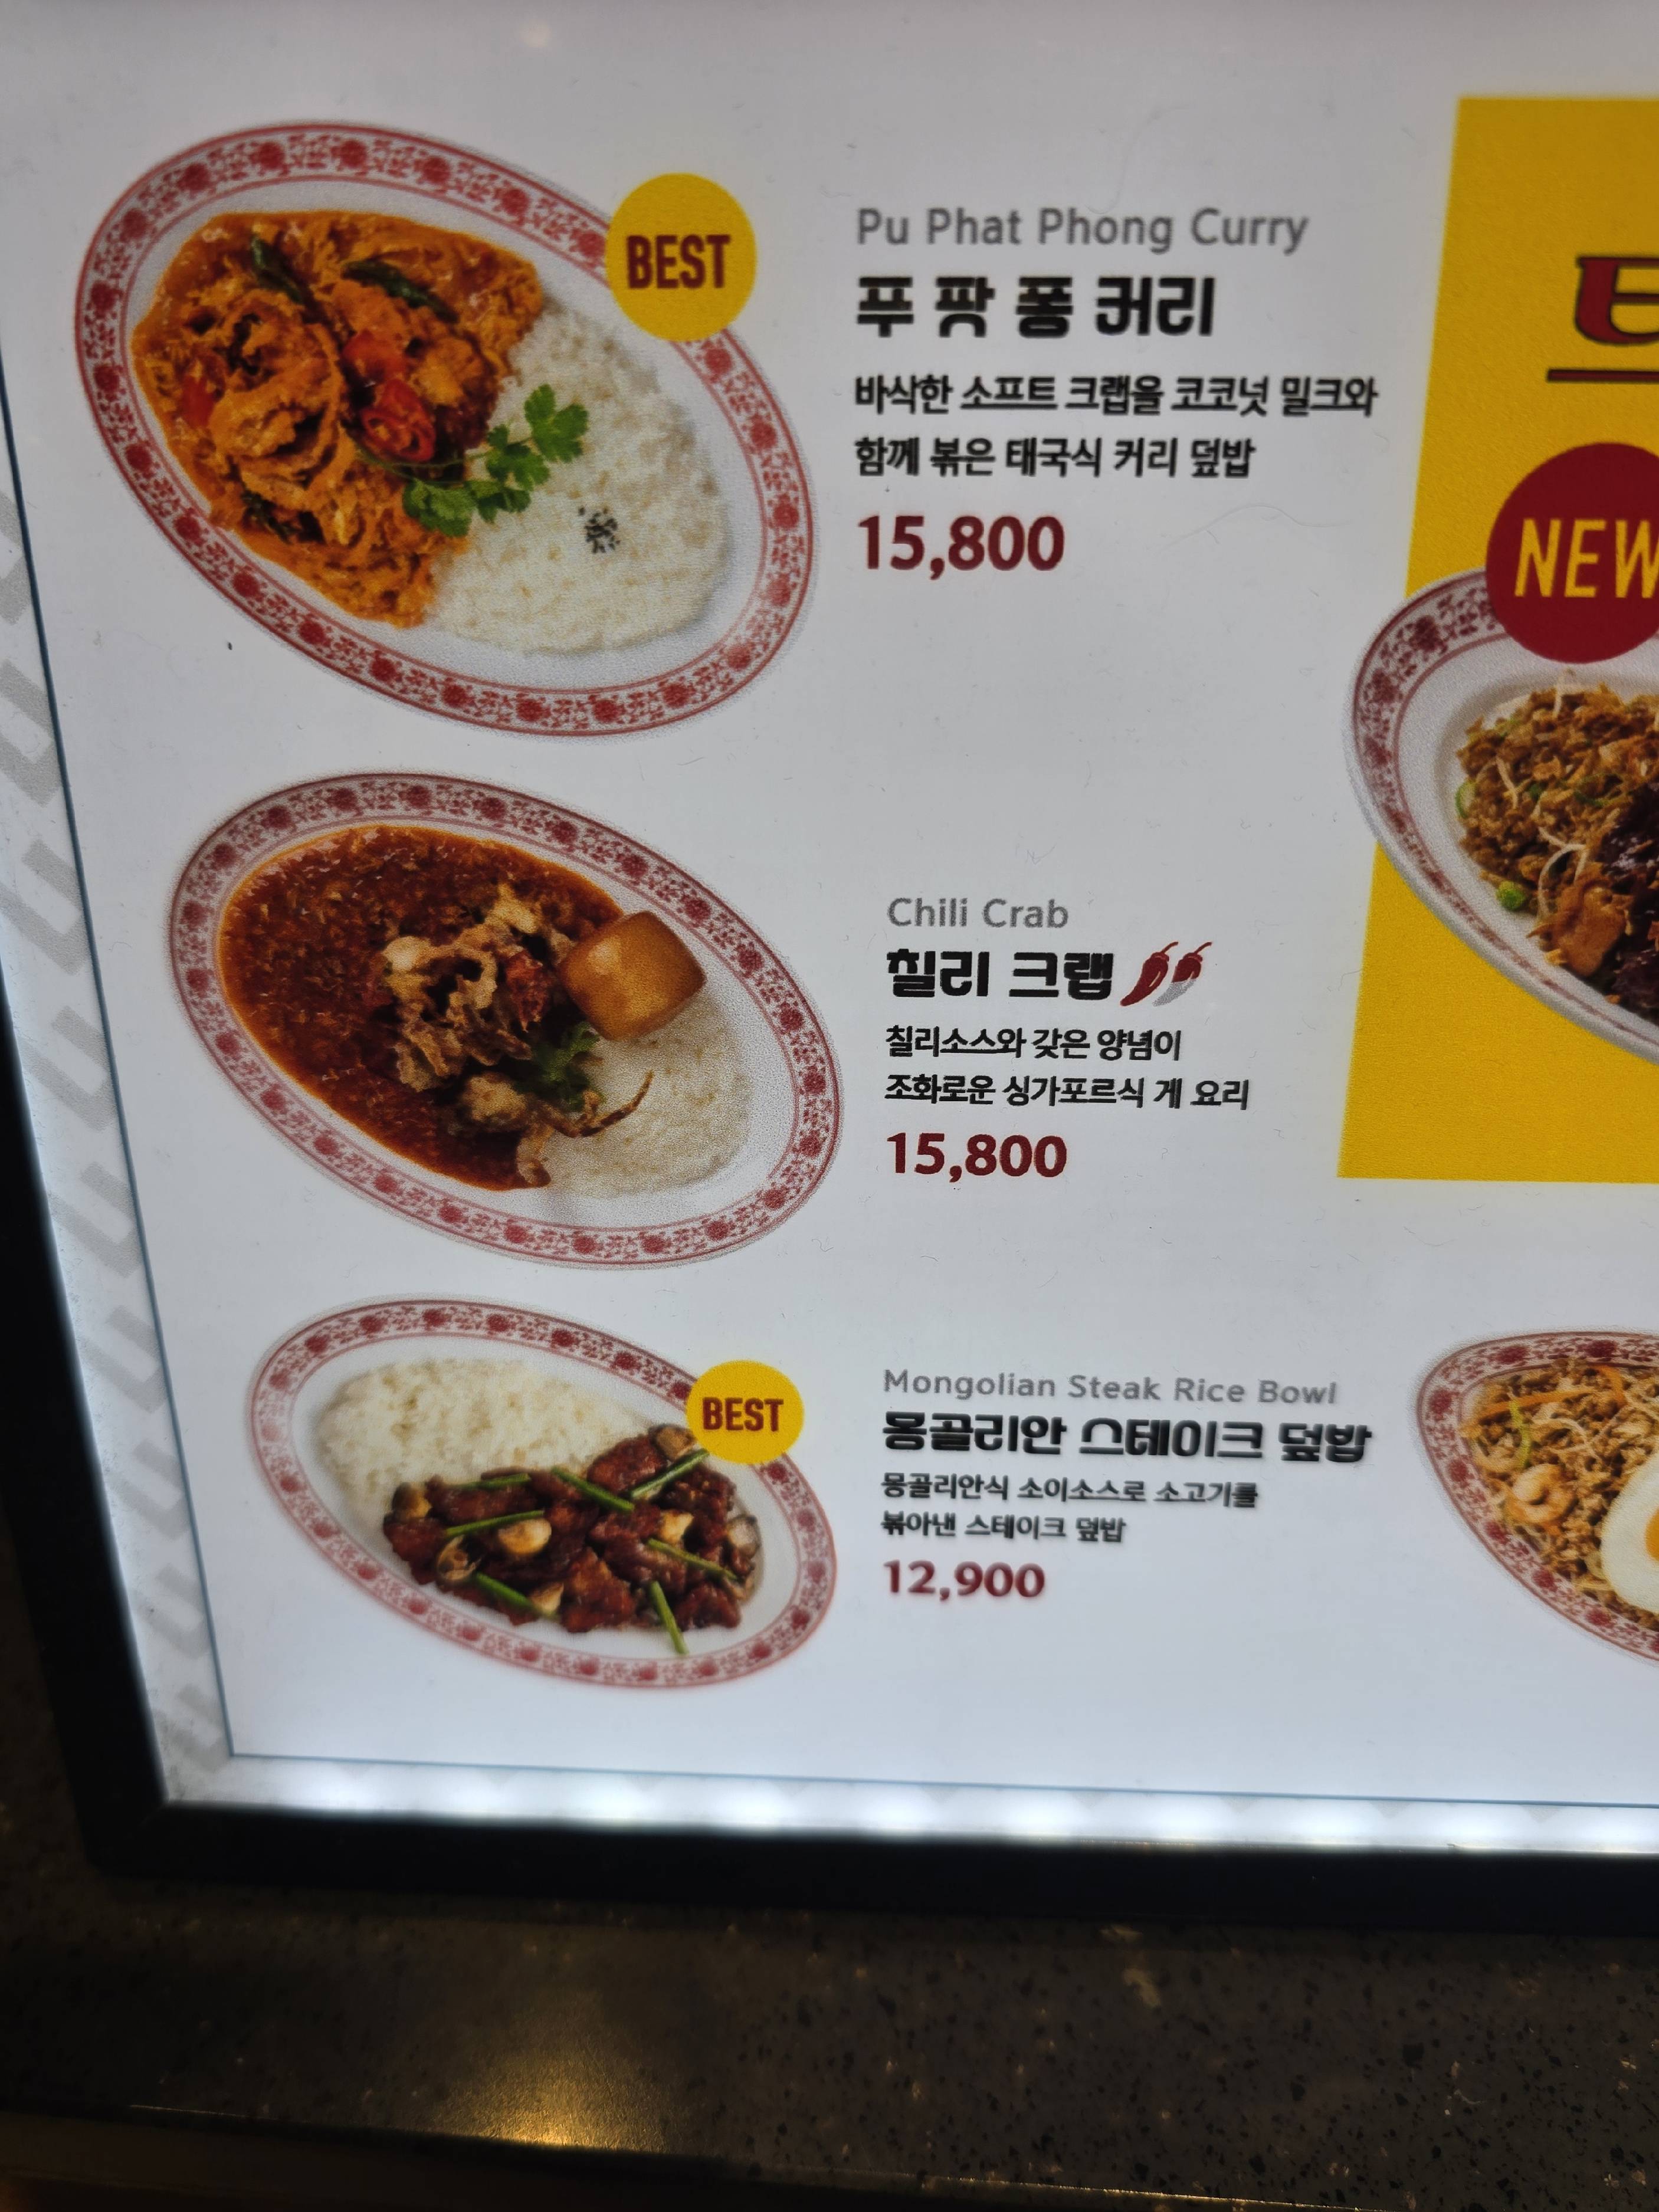 BEST
Pu Phat Phong Curry
푸 팟 퐁 커리
바삭한 소프트 크랩을 코코넛 밀크와
함께 볶은 태국식 커리 덮밥
15,800
NEW
Chili Crab
칠리 크랩
칠리소스와 갖은 양념이
조화로운 싱가포르식 게 요리
15,800
BEST
Mongolian Steak Rice Bowl
몽골리안 스테이크 덮밥
몽골리안식 소이소스로 소고기를
볶아낸 스테이크 덮밥
12,900